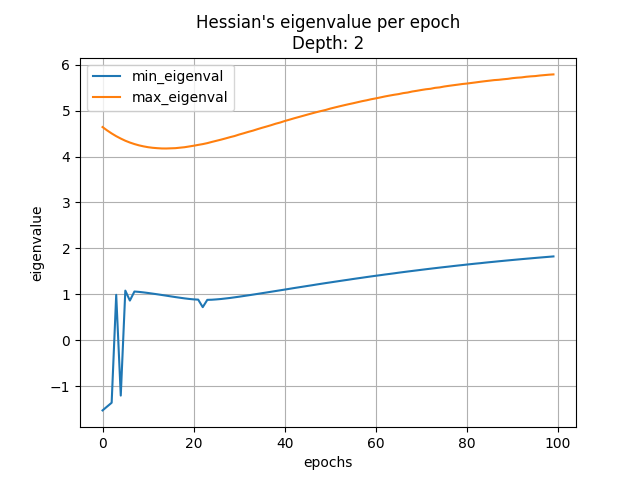 Hessian's eigenvalue per epoch
Depth: 2
min_eigenval
max_eigenval
6
5
4
3
2
1
0
−1
eigenvalue
0 20 40 60 80 100
epochs